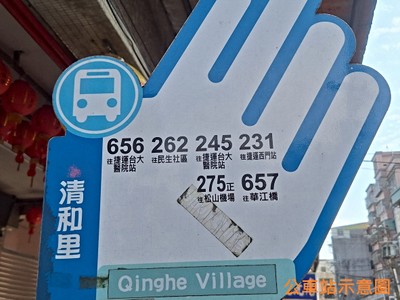 656 262 245 231
往捷運台大醫院站 往民生社區 往捷運台大醫院站 往捷運西門站
275正 657
往松山機場 往華江橋
清和里
Qinghe Village
公車站示意圖